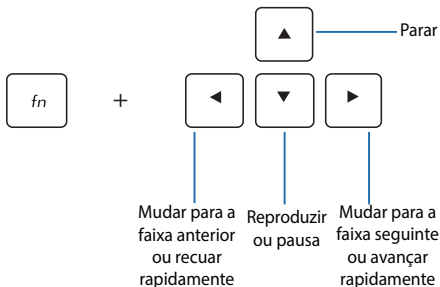 Parar
fn
+
Mudar para a
faixa anterior
ou recuar
rapidamente
Reproduzir
ou pausa
Mudar para a
faixa seguinte
ou avançar
rapidamente